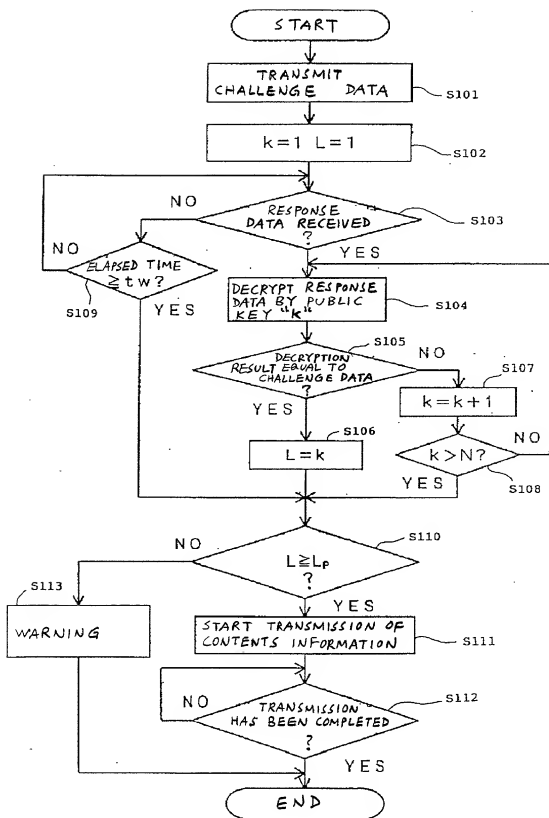 START
TRANSMIT
CHALLENGE DATA
S101
k=1 L=1
S102
NO
RESPONSE
DATA RECEIVED
?
S103
NO
ELAPSED TIME
≧tw?
YES
S109
YES
DECRYPT RESPONSE
DATA BY PUBLIC
KEY "k"
S104
S105
DECRYPTION
RESULT EQUAL TO
CHALLENGE DATA
?
NO
S107
k=k+1
YES
S106
L=k
k>N?
NO
YES
S108
NO
L≧LP
?
S110
S113
WARNING
YES
START TRANSMISSION OF
CONTENTS INFORMATION
S111
NO
TRANSMISSION
HAS BEEN COMPLETED
?
S112
YES
END